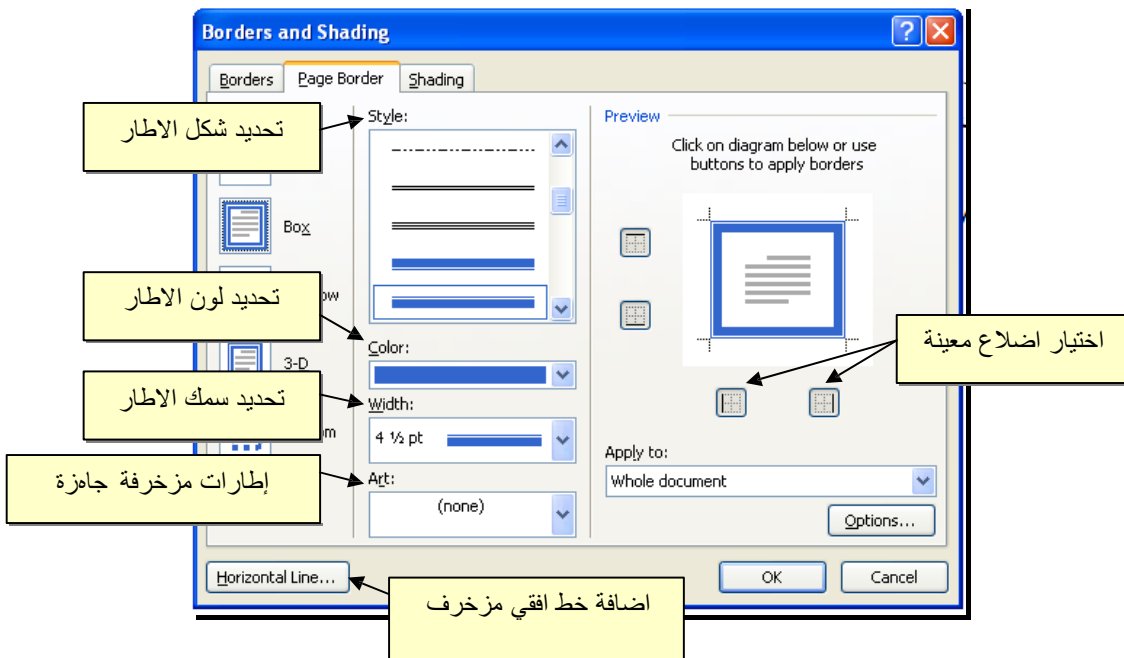 Borders and Shading
Borders Page Border Shading
تحديد شكل الاطار
Style:
Box
تحديد لون الاطار
Color:
3-D
تحديد سمك الاطار
Width:
4 ½ pt
إطارات مزخرفة جاهزة
Art:
(none)
Preview
Click on diagram below or use
buttons to apply borders
اختيار اضلاع معينة
Apply to:
Whole document
Options...
Horizontal Line...
اضافة خط افقي مزخرف
OK
Cancel